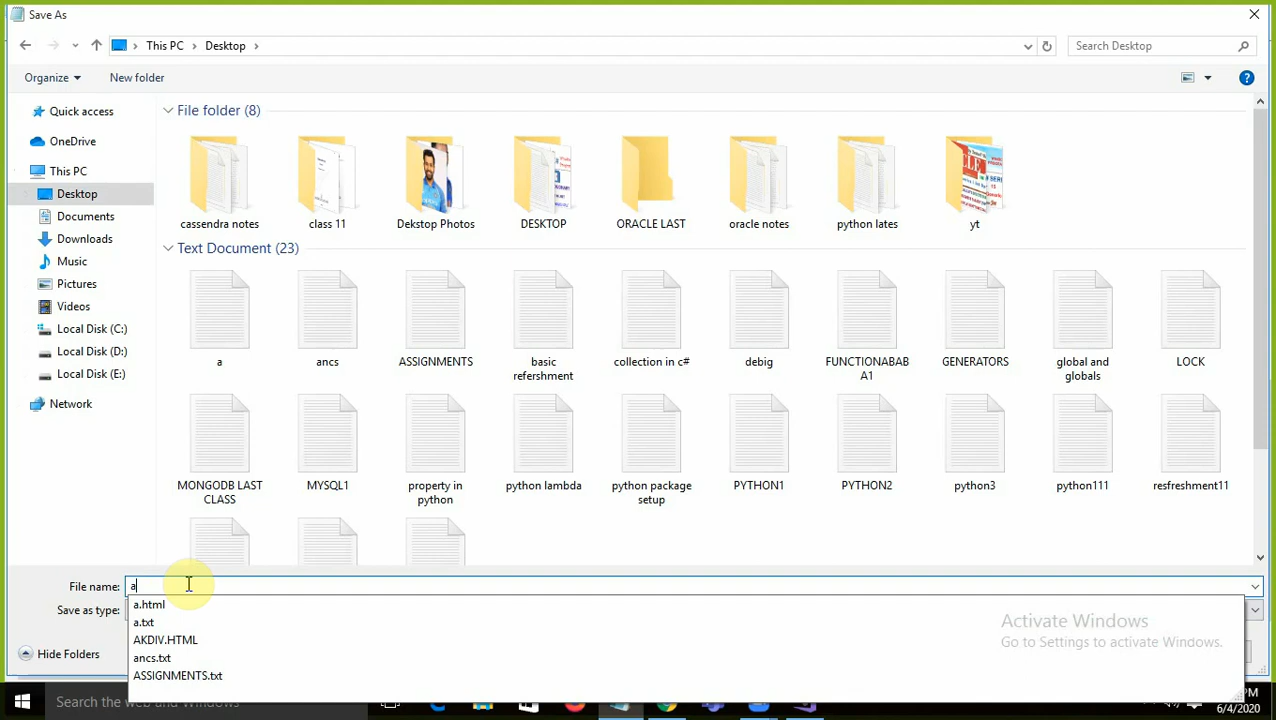 Save As
This PC
Desktop
Search Desktop
Organize
New folder
Quick access
OneDrive
This PC
Desktop
Documents
Downloads
Music
Pictures
Videos
Local Disk (C:)
Local Disk (D:)
Local Disk (E:)
Network
File folder (8)
cassendra notes
class 11
Dekstop Photos
DESKTOP
ORACLE LAST
oracle notes
python lates
yt
Text Document (23)
a
ancs
ASSIGNMENTS
basic
refershment
collection in c#
debig
FUNCTIONABAB
A1
GENERATORS
global and
globals
LOCK
MONGODB LAST
CLASS
MYSQL1
property in
python
python lambda
python package
setup
PYTHON1
PYTHON2
python3
python111
resfreshment11
File name:
a
Save as type:
a.html
a.txt
AKDIV.HTML
ancs.txt
ASSIGNMENTS.txt
Hide Folders
Activate Windows
Go to Settings to activate Windows.
Search the web and Windows
PM
6/4/2020